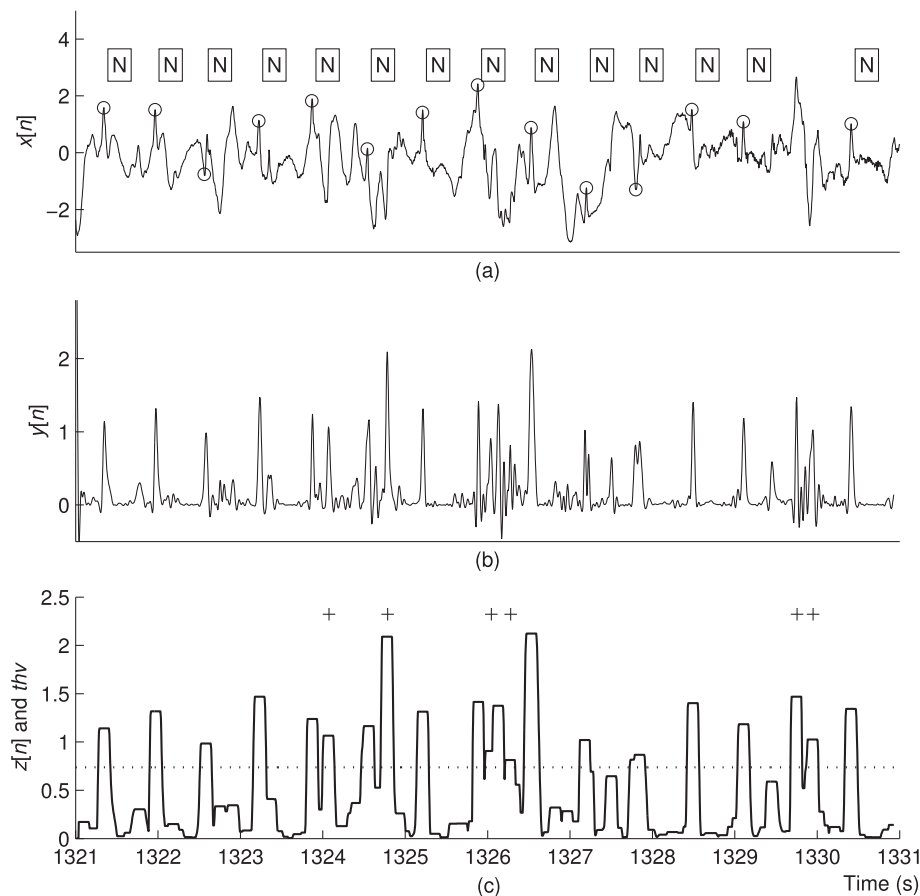 4
N N N N N N N N N N N N N N
2
x[n]
0
−2
(a)
2
y[n]
1
0
(b)
2.5
+ + + + + +
2
1.5
z[n] and thv
1
0.5
0
1321 1322 1323 1324 1325 1326 1327 1328 1329 1330 1331
Time (s)
(c)